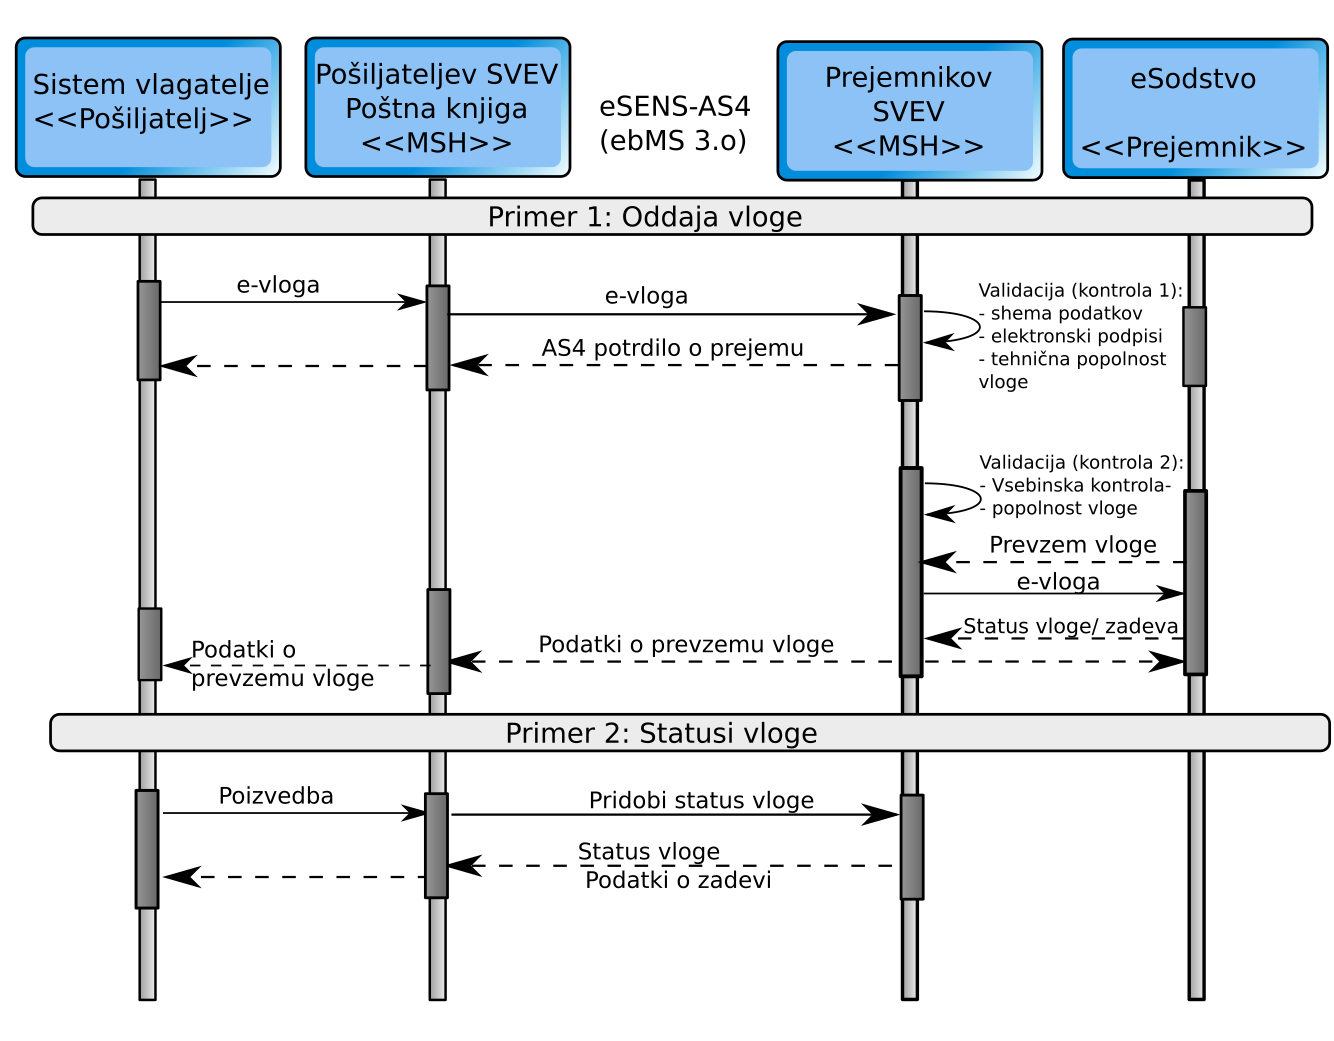 Sistem vlagatelje
<<Pošiljatelj>>
Pošiljateljev SVEV
Poštna knjiga
<<MSH>>
eSENS-AS4
(ebMS 3.o)
Prejemnikov
SVEV
<<MSH>>
eSodstvo
<<Prejemnik>>
Primer 1: Oddaja vloge
e-vloga
e-vloga
AS4 potrdilo o prejemu
Validacija (kontrola 1):
- shema podatkov
- elektronski podpisi
- tehnična popolnost
vloge
Validacija (kontrola 2):
- Vsebinska kontrola-
- popolnost vloge
Prevzem vloge
e-vloga
Status vloge/ zadeva
Podatki o prevzemu vloge
Podatki o
prevzemu vloge
Primer 2: Statusi vloge
Poizvedba
Pridobi status vloge
Status vloge
Podatki o zadevi